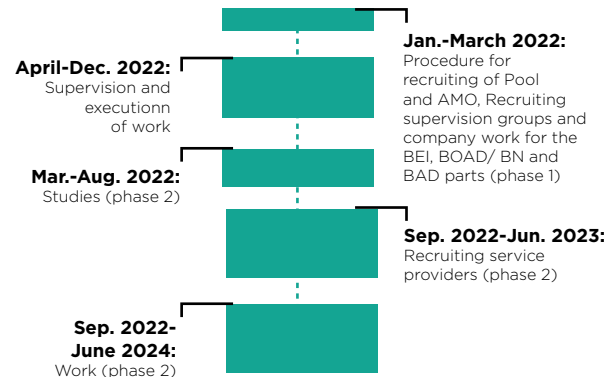 Jan.-March 2022:
Procedure for
recruiting of Pool
and AMO, Recruiting
supervision groups and
company work for the
BEI, BOAD/ BN and
BAD parts (phase 1)
April-Dec. 2022:
Supervision and
executionn
of work
Mar.-Aug. 2022:
Studies (phase 2)
Sep. 2022-Jun. 2023:
Recruiting service
providers (phase 2)
Sep. 2022-
June 2024:
Work (phase 2)